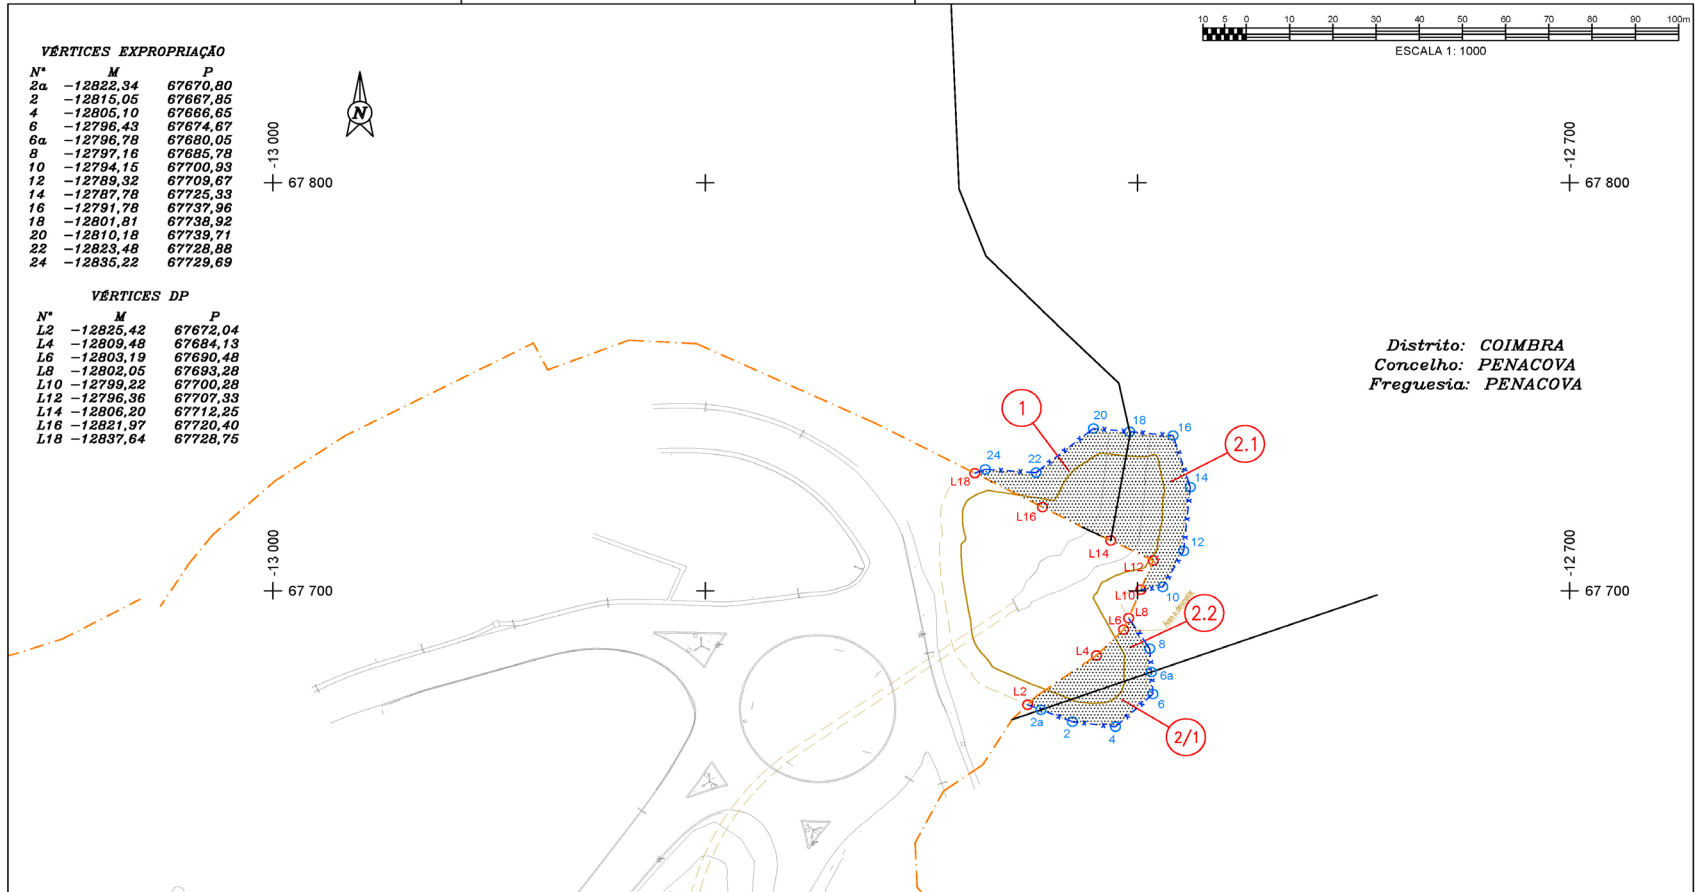 10 5 0 10 20 30 40 50 60 70 80 90 100m
ESCALA 1: 1000
VÉRTICES EXPROPRIAÇÃO
Nº M P
2a -12822,34 67670,80
2 -12815,05 67667,85
4 -12805,10 67666,65
6 -12796,43 67674,67
6a -12796,78 67680,05
8 -12797,16 67685,78
10 -12794,15 67700,93
12 -12789,32 67709,67
14 -12787,78 67725,33
16 -12791,78 67737,96
18 -12801,81 67738,92
20 -12810,18 67739,71
22 -12823,48 67728,88
24 -12835,22 67729,69
VÉRTICES DP
Nº M P
L2 -12825,42 67672,04
L4 -12809,48 67684,13
L6 -12803,19 67690,48
L8 -12802,05 67693,28
L10 -12799,22 67700,28
L12 -12796,36 67707,33
L14 -12806,20 67712,25
L16 -12821,97 67720,40
L18 -12837,64 67728,75
N
-13 000
67 800
-12 700
67 800
Distrito: COIMBRA
Concelho: PENACOVA
Freguesia: PENACOVA
1
20
18
16
2.1
24
22
L18
14
L16
L14
12
L12
-13 000
67 700
-12 700
67 700
L10
10
L8
2.2
L6
8
L4
6a
L2
6
2a
2
4
2/1